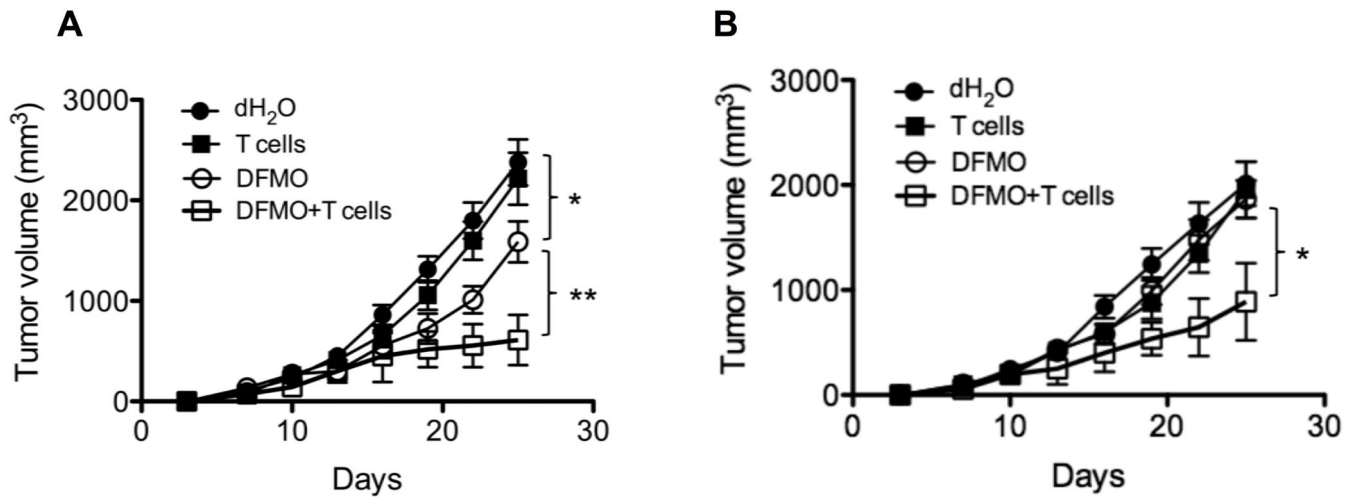 A
Tumor volume (mm³)
3000
2000
1000
0
0
10
20
30
Days
dH₂O
T cells
DFMO
DFMO+T cells
*
**
B
Tumor volume (mm³)
3000
2000
1000
0
0
10
20
30
Days
dH₂O
T cells
DFMO
DFMO+T cells
*